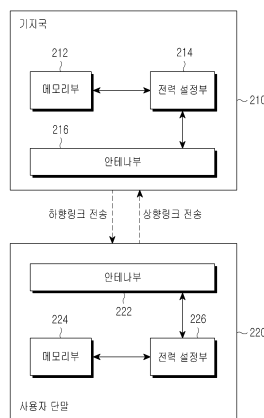 기지국
212
214
메모리부
전력 설정부
210
216
안테나부
하향링크 전송
상향링크 전송
안테나부
222
224
226
220
메모리부
전력 설정부
사용자 단말